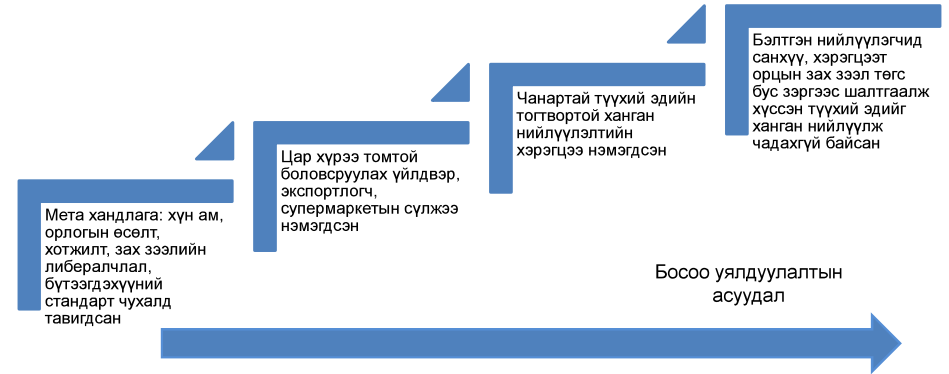 Мета хандлага: хүн ам,
орлогын өсөлт,
хотжилт, зах зээлийн
либералчлал,
бүтээгдэхүүний
стандарт чухалд
тавигдсан
Цар хүрээ томтой
боловсруулах үйлдвэр,
экспортлогч,
супермаркетын сүлжээ
нэмэгдсэн
Чанартай түүхий эдийн
тогтвортой ханган
нийлүүлэлтийн
хэрэгцээ нэмэгдсэн
Бэлтгэн нийлүүлэгчид
санхүү, хэрэгцээт
орцын зах зээл төгс
бус зэргээс шалтгаалж
хүссэн түүхий эдийг
ханган нийлүүлж
чадахгүй байсан
Босоо уялдуулалтын
асуудал